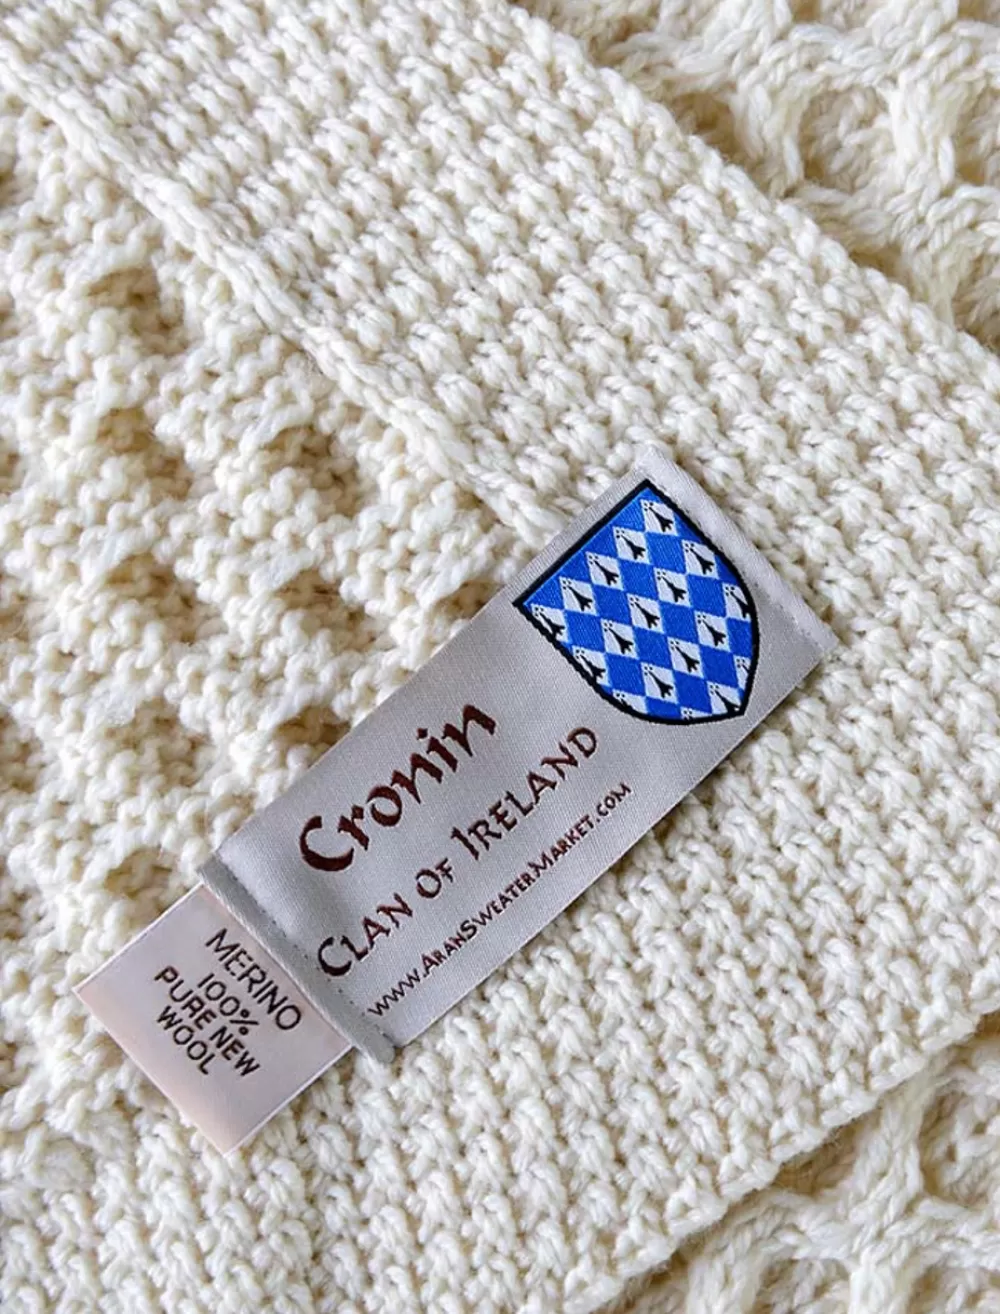 Cronin
CLAN OF IRELAND
WWW.ARANSWEATERMARKET.COM
MERINO
100%
PURE NEW
WOOL